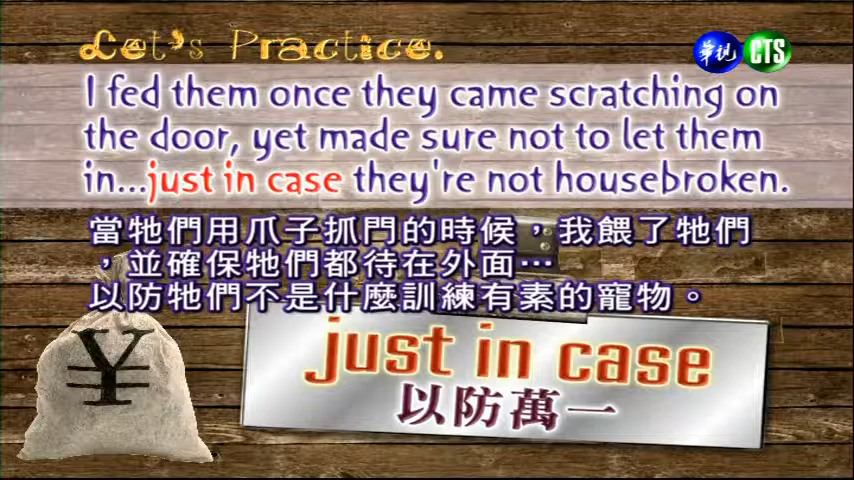 Let's Practice.
華視 CTS
I fed them once they came scratching on
the door, yet made sure not to let them
in...just in case they're not housebroken.
當牠們用爪子抓門的時候，我餵了牠們
，並確保牠們都待在外面…
以防牠們不是什麼訓練有素的寵物。
just in case
以防萬一
¥